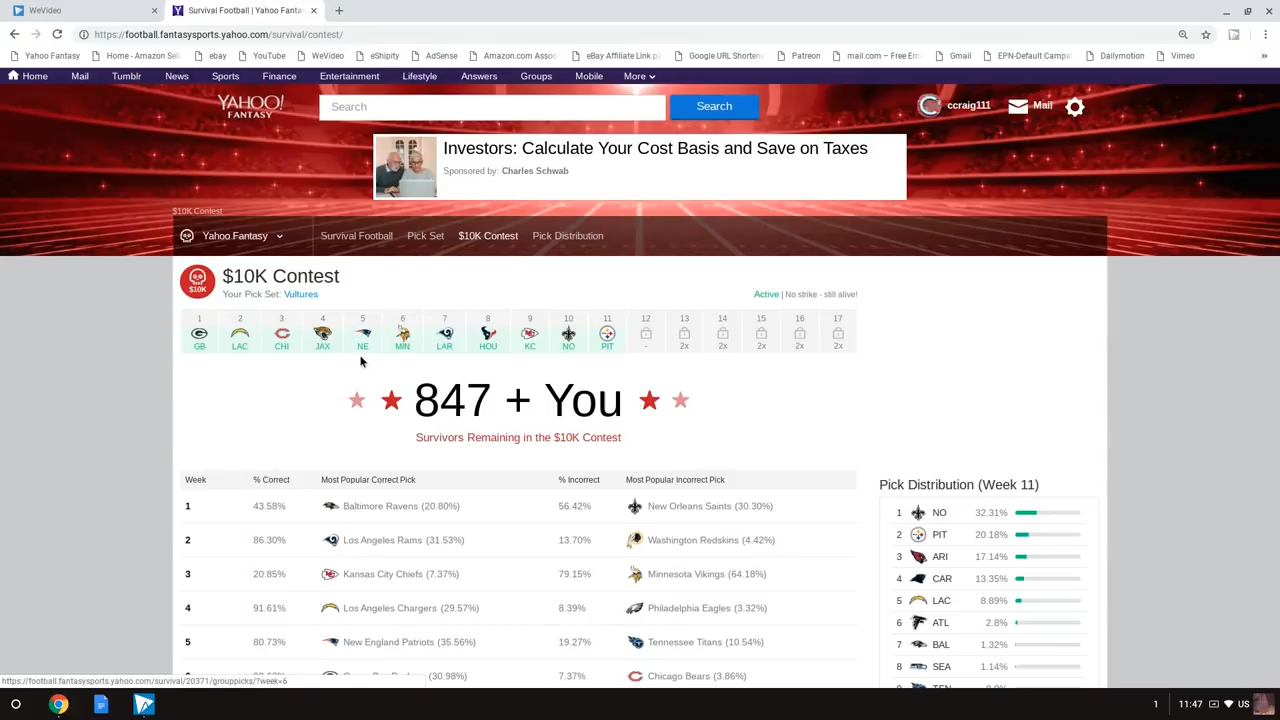 WeVideo
Survival Football | Yahoo Fanta
https://football.fantasysports.yahoo.com/survival/contest/
Yahoo Fantasy
Home - Amazon Sel
ebay
YouTube
WeVideo
eShipity
AdSense
Amazon.com Assoc
eBay Affiliate Link pa
Google URL Shortene
Patreon
mail.com – Free Ema
Gmail
EPN-Default Campa
Dailymotion
Vimeo
»
Home Mail Tumblr News Sports Finance Entertainment Lifestyle Answers Groups Mobile More
YAHOO!
FANTASY
Search
Search
ccraig111
Mail
Investors: Calculate Your Cost Basis and Save on Taxes
Sponsored by: Charles Schwab
$10K Contest
Yahoo Fantasy
Survival Football
Pick Set
$10K Contest
Pick Distribution
$10K
$10K Contest
Your Pick Set: Vultures
Active | No strike - still alive!
1 2 3 4 5 6 7 8 9 10 11 12 13 14 15 16 17
GB LAC CHI JAX NE MIN LAR HOU KC NO PIT - 2x 2x 2x 2x 2x
847 + You
Survivors Remaining in the $10K Contest
Week % Correct Most Popular Correct Pick % Incorrect Most Popular Incorrect Pick
1 43.58% Baltimore Ravens (20.80%) 56.42% New Orleans Saints (30.30%)
2 86.30% Los Angeles Rams (31.53%) 13.70% Washington Redskins (4.42%)
3 20.85% Kansas City Chiefs (7.37%) 79.15% Minnesota Vikings (64.18%)
4 91.61% Los Angeles Chargers (29.57%) 8.39% Philadelphia Eagles (3.32%)
5 80.73% New England Patriots (35.56%) 19.27% Tennessee Titans (10.54%)
(30.98%) 7.37% Chicago Bears (3.86%)
Pick Distribution (Week 11)
1 NO 32.31%
2 PIT 20.18%
3 ARI 17.14%
4 CAR 13.35%
5 LAC 8.89%
6 ATL 2.8%
7 BAL 1.32%
8 SEA 1.14%
https://football.fantasysports.yahoo.com/survival/20371/grouppicks/?week=6
1
11:47
US